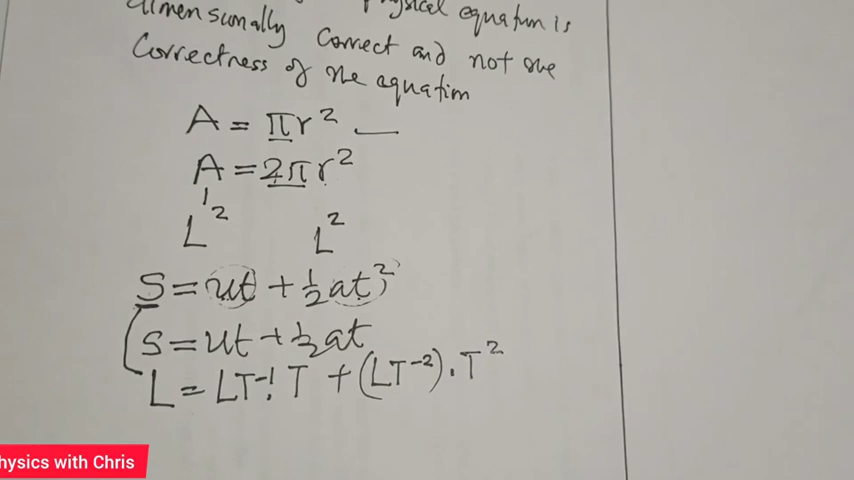 Physical equation is
dimensionally correct and not the
correctness of the equation
A = πr²
A = 2πr²
L² L²
S = ut + ½at²
S = ut + ½at
L = LT⁻¹. T + (LT⁻²). T²
hysics with Chris